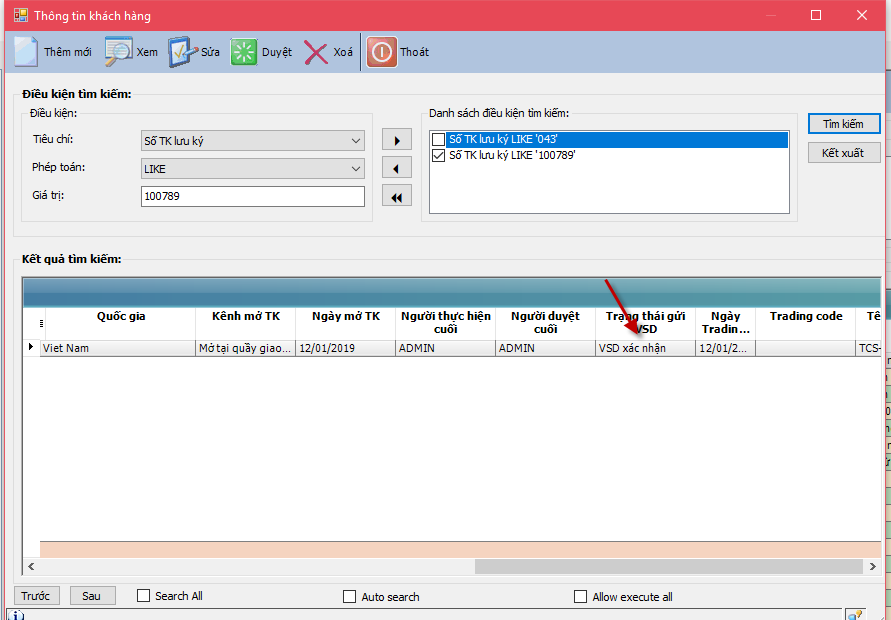 Thông tin khách hàng
Thêm mới Xem Sửa Duyệt Xoá Thoát
Điều kiện tìm kiếm:
Điều kiện:
Tiêu chí: Số TK lưu ký
Phép toán: LIKE
Giá trị: 100789
Danh sách điều kiện tìm kiếm:
Số TK lưu ký LIKE '043'
Số TK lưu ký LIKE '100789'
Tìm kiếm
Kết xuất
Kết quả tìm kiếm:
Quốc gia Kênh mở TK Ngày mở TK Người thực hiện cuối Người duyệt cuối Trạng thái gửi VSD Ngày Tradin... Trading code Tê
Viet Nam Mở tại quầy giao... 12/01/2019 ADMIN ADMIN VSD xác nhận 12/01/2... TCS-
Trước Sau Search All Auto search Allow execute all